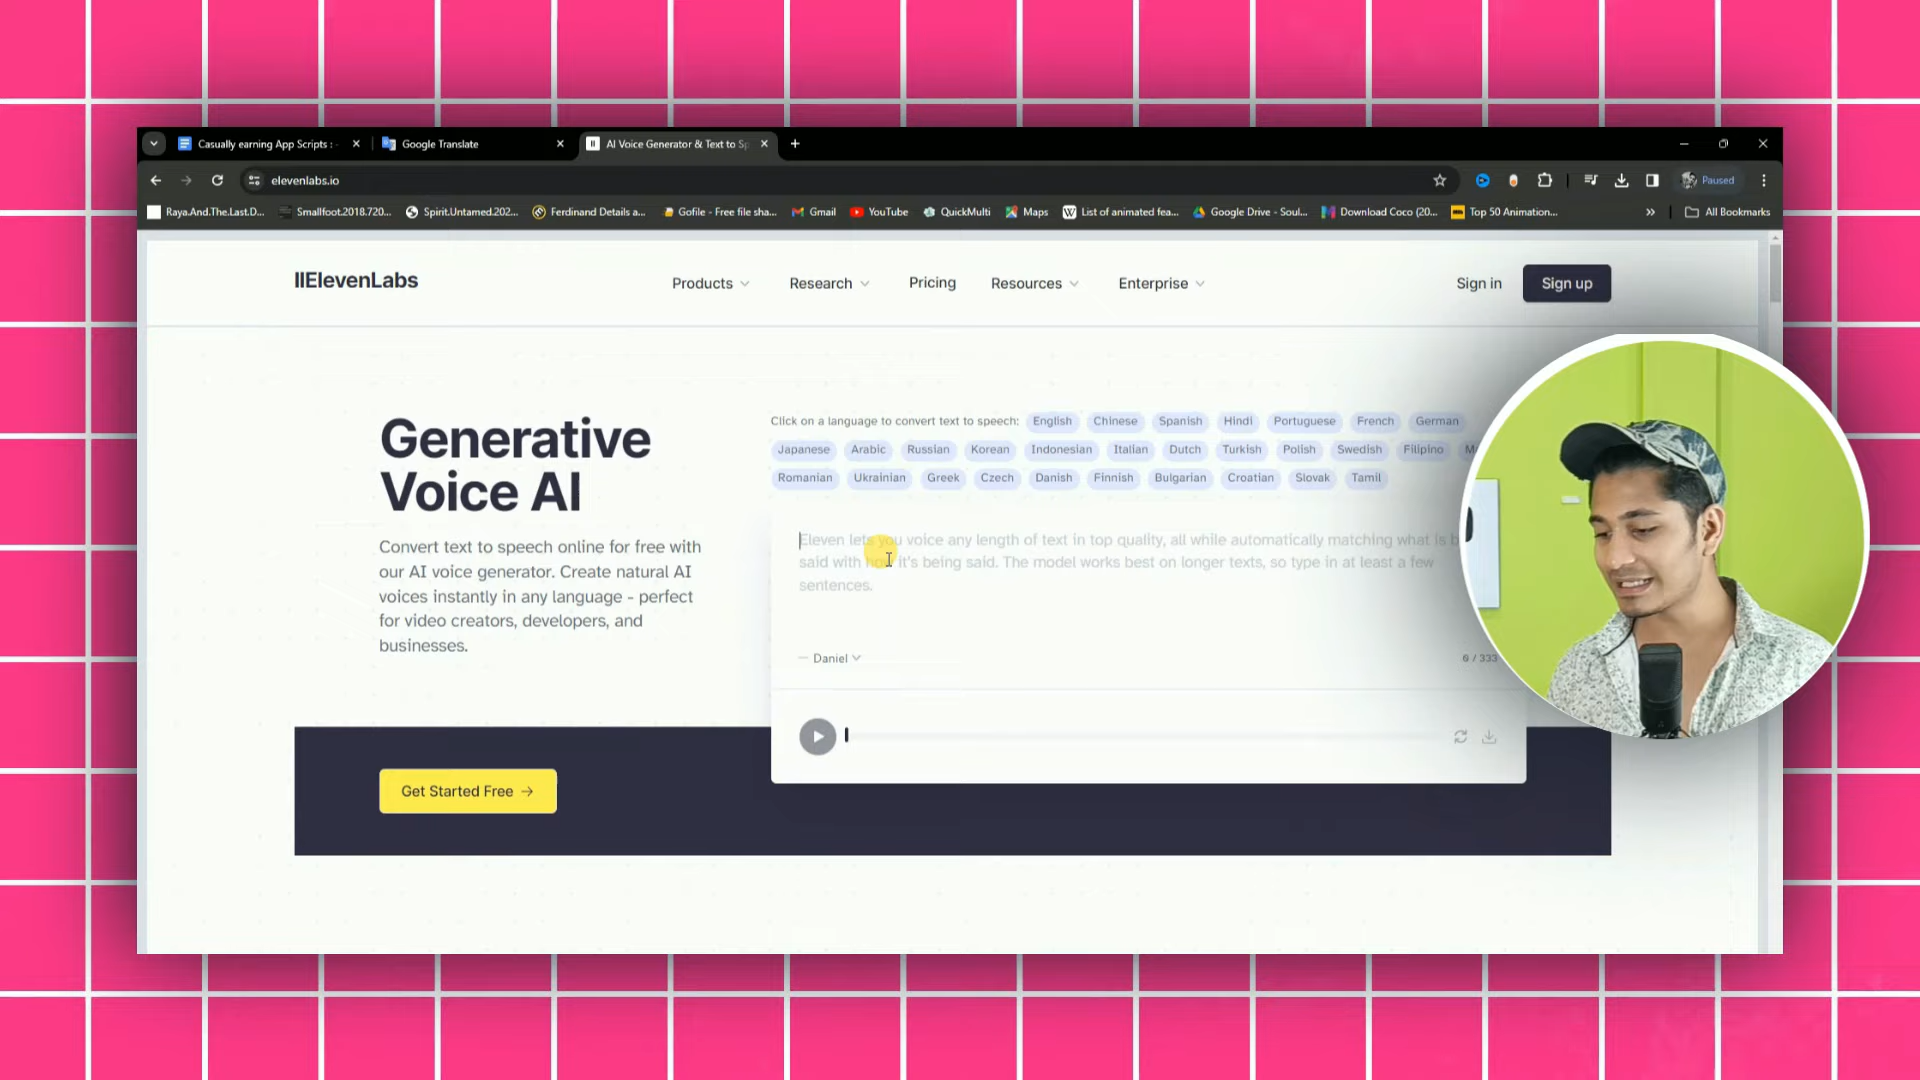 Casually earning App Scripts :
Google Translate
AI Voice Generator & Text to Sp
elevenlabs.io
Paused
Raya.And.The.Last.D...
Smallfoot.2018.720...
Spirit.Untamed.202...
Ferdinand Details a...
Gofile - Free file sha...
Gmail
YouTube
QuickMulti
Maps
List of animated fea...
Google Drive - Soul...
Download Coco (20...
Top 50 Animation...
All Bookmarks
IIElevenLabs
Products
Research
Pricing
Resources
Enterprise
Sign in
Sign up
Generative
Voice AI
Convert text to speech online for free with
our AI voice generator. Create natural AI
voices instantly in any language - perfect
for video creators, developers, and
businesses.
Get Started Free →
Click on a language to convert text to speech: English Chinese Spanish Hindi Portuguese French German
Japanese Arabic Russian Korean Indonesian Italian Dutch Turkish Polish Swedish Filipino
Romanian Ukrainian Greek Czech Danish Finnish Bulgarian Croatian Slovak Tamil
Eleven lets you voice any length of text in top quality, all while automatically matching what is b
said with how it's being said. The model works best on longer texts, so type in at least a few
sentences.
Daniel
0 / 333